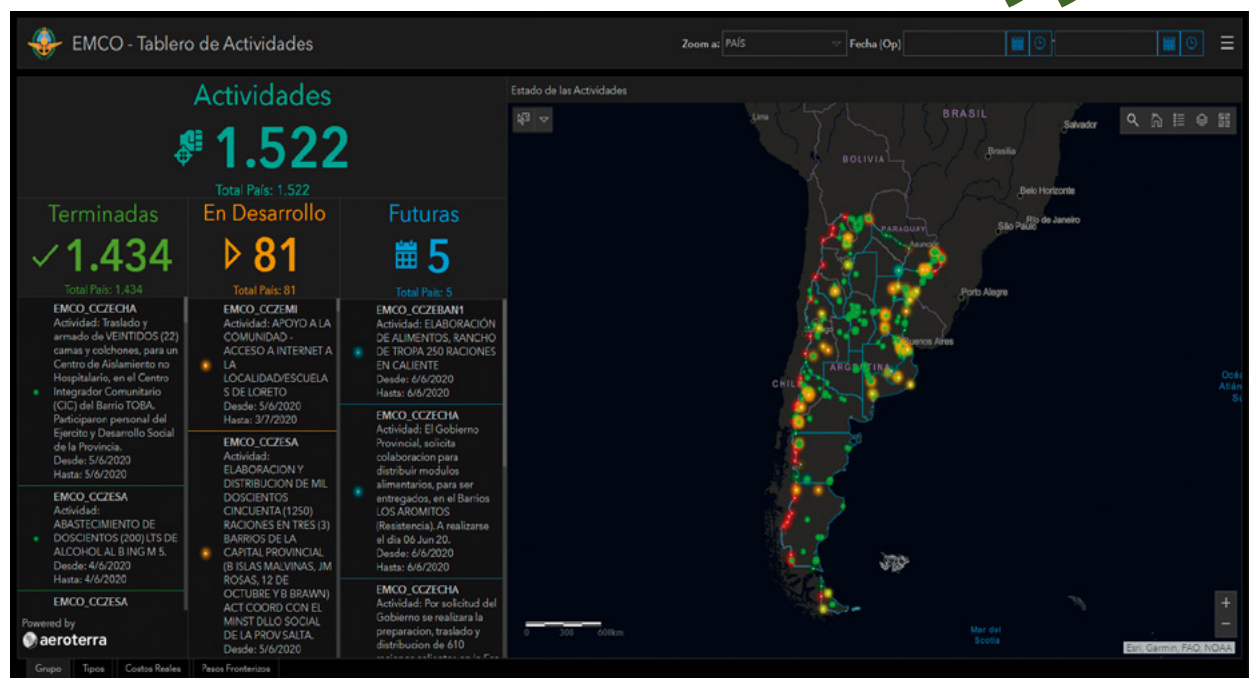 EMCO - Tablero de Actividades
Zoom a: PAÍS
Fecha (Op)
-
Actividades
1.522
Total País: 1.522
Terminadas
1.434
Total País: 1.434
En Desarrollo
81
Total País: 81
Futuras
5
Total País: 5
EMCO_CCZECHA
Actividad: Traslado y
armado de VEINTIDOS (22)
camas y colchones, para un
Centro de Aislamiento no
Hospitalario, en el Centro
Integrador Comunitario
(CIC) del Barrio TOBA.
Participaron personal del
Ejercito y Desarrollo Social
de la Provincia.
Desde: 5/6/2020
Hasta: 5/6/2020
EMCO_CCZESA
Actividad:
ABASTECIMIENTO DE
DOSCIENTOS (200) LTS DE
ALCOHOL AL B ING M 5.
Desde: 4/6/2020
Hasta: 4/6/2020
EMCO_CCZESA
EMCO_CCZEMI
Actividad: APOYO A LA
COMUNIDAD -
ACCESO A INTERNET A
LA
LOCALIDAD/ESCUELA
S DE LORETO
Desde: 5/6/2020
Hasta: 3/7/2020
EMCO_CCZESA
Actividad:
ELABORACION Y
DISTRIBUCION DE MIL
DOSCIENTOS
CINCUENTA (1250)
RACIONES EN TRES (3)
BARRIOS DE LA
CAPITAL PROVINCIAL
(B ISLAS MALVINAS, JM
ROSAS, 12 DE
OCTUBRE Y B BRAWN)
ACT COORD CON EL
MINST DLLO SOCIAL
DE LA PROV SALTA.
Desde: 5/6/2020
EMCO_CCZEBAN1
Actividad: ELABORACIÓN
DE ALIMENTOS, RANCHO
DE TROPA 250 RACIONES
EN CALIENTE
Desde: 6/6/2020
Hasta: 6/6/2020
EMCO_CCZECHA
Actividad: El Gobierno
Provincial, solicita
colaboracion para
distribuir modulos
alimentarios, para ser
entregados, en el Barrios
LOS AROMITOS
(Resistencia). A realizarse
el dia 06 Jun 20.
Desde: 6/6/2020
Hasta: 6/6/2020
EMCO_CCZECHA
Actividad: Por solicitud del
Gobierno se realizara la
preparacion, traslado y
distribucion de 610
Powered by
aeroterra
Grupo
Tipos
Costos Reales
Pasos Fronterizos
Estado de las Actividades
Lima
BRASIL
Salvador
Brasilia
BOLIVIA
Belo Horizonte
Rio de Janeiro
São Paulo
PARAGUAY
Asunción
Porto Alegre
Buenos Aires
ARGENTINA
CHILE
Mar del
Scotia
0 300 600km
+
−
Esri, Garmin, FAO, NOAA